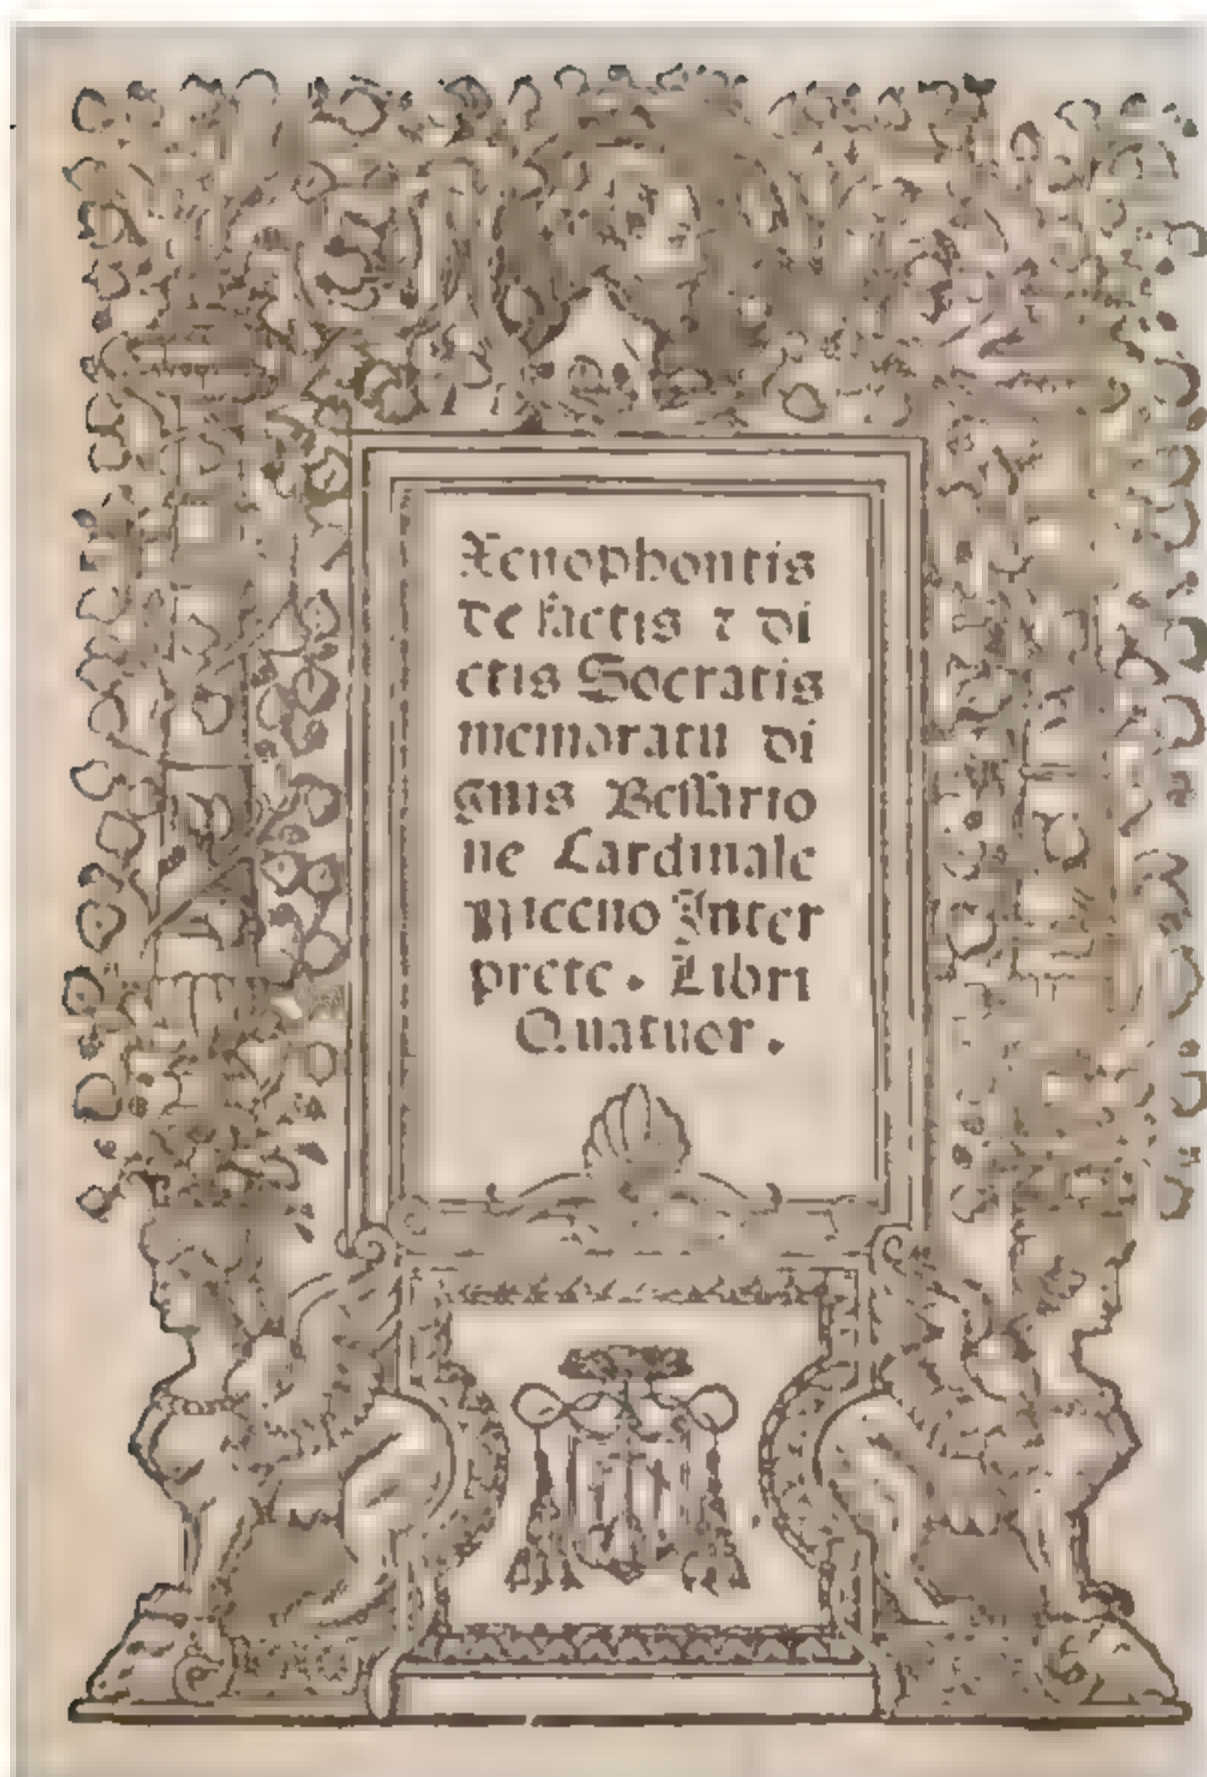 Xenophontis
de factis ⁊ di
ctis Socratis
memoratu di
gnis Bessario
ne Cardinale
Niceno Inter
prete. Libri
Quatuor.